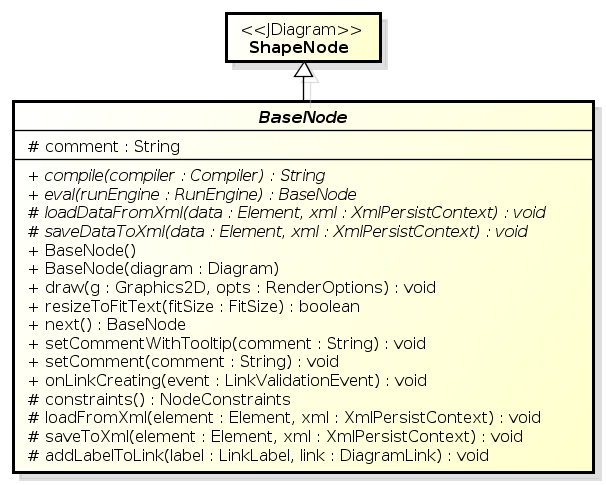 <<JDiagram>>
ShapeNode
BaseNode
# comment : String
+ compile(compiler : Compiler) : String
+ eval(runEngine : RunEngine) : BaseNode
# loadDataFromXml(data : Element, xml : XmlPersistContext) : void
# saveDataToXml(data : Element, xml : XmlPersistContext) : void
+ BaseNode()
+ BaseNode(diagram : Diagram)
+ draw(g : Graphics2D, opts : RenderOptions) : void
+ resizeToFitText(fitSize : FitSize) : boolean
+ next() : BaseNode
+ setCommentWithTooltip(comment : String) : void
+ setComment(comment : String) : void
+ onLinkCreating(event : LinkValidationEvent) : void
# constraints() : NodeConstraints
# loadFromXml(element : Element, xml : XmlPersistContext) : void
# saveToXml(element : Element, xml : XmlPersistContext) : void
# addLabelToLink(label : LinkLabel, link : DiagramLink) : void